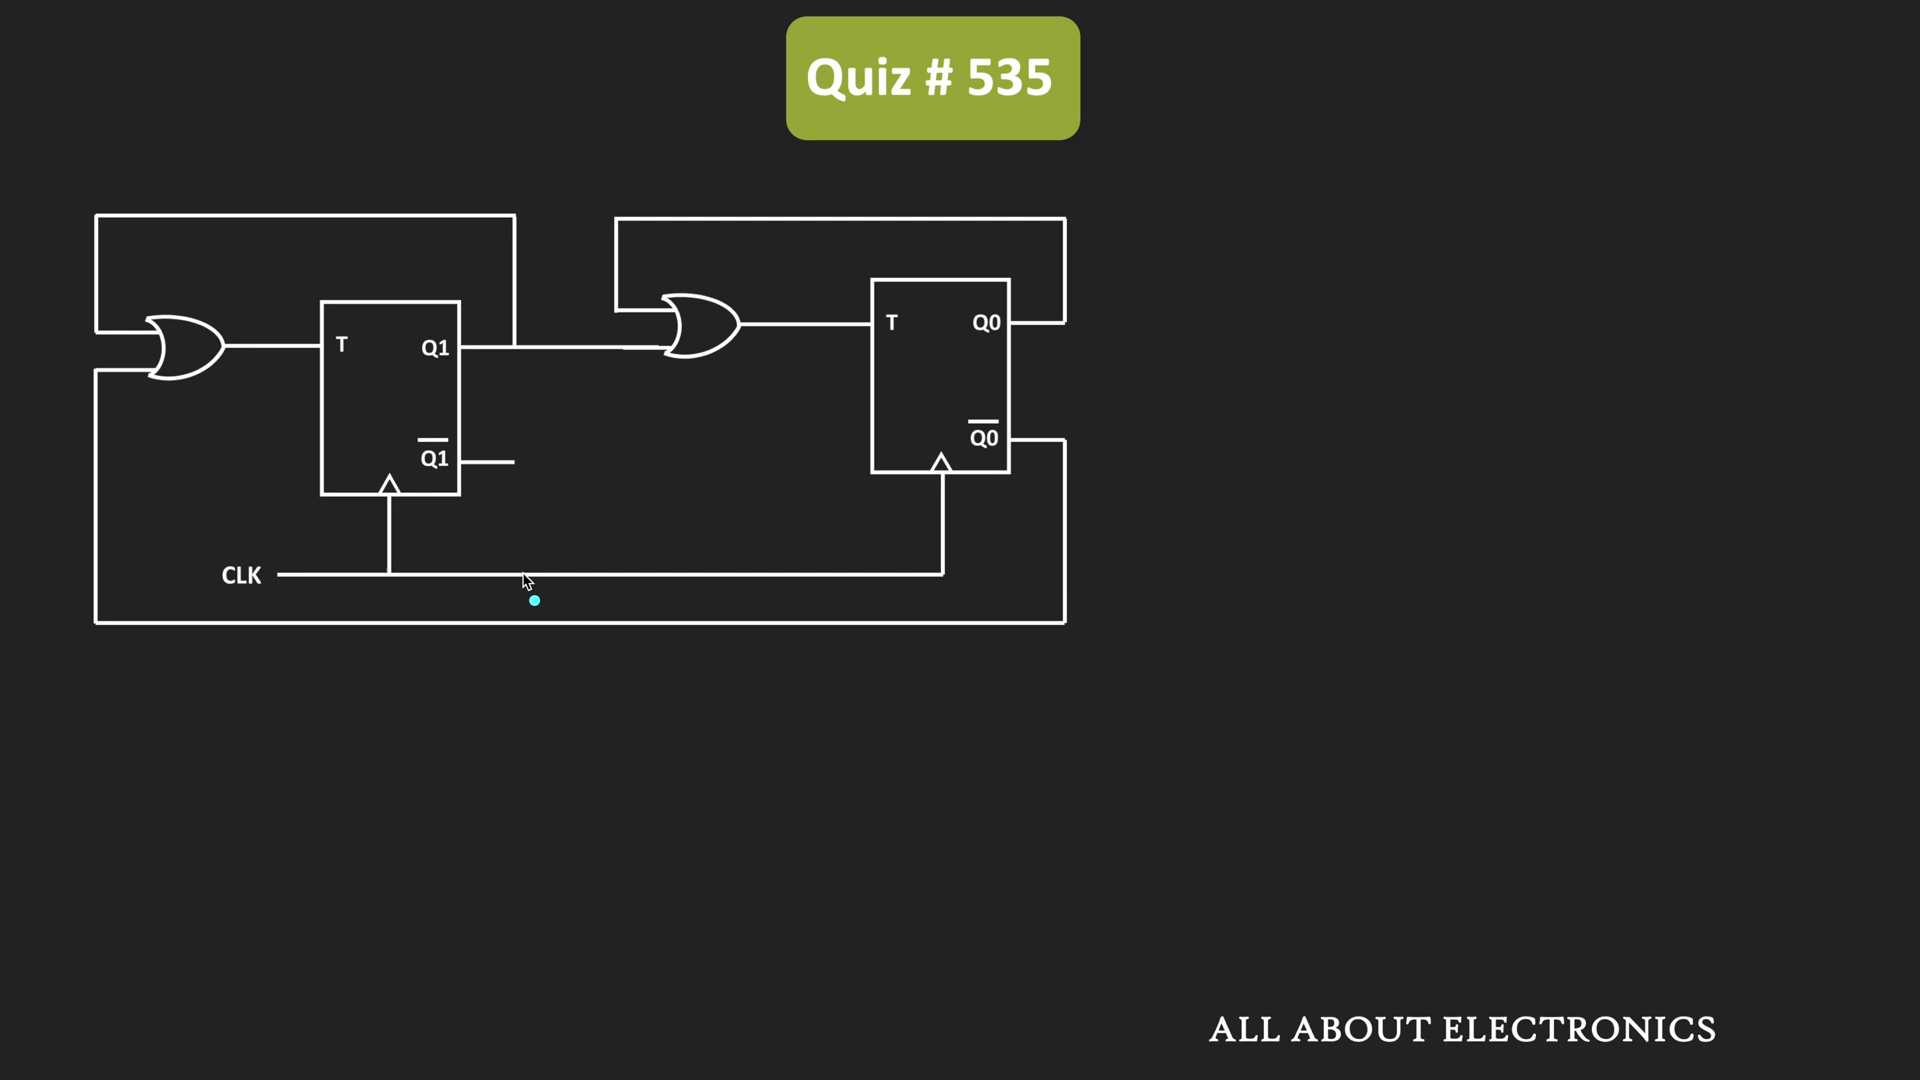 Quiz # 535
T
Q1
Q1
T
Q0
Q0
CLK
ALL ABOUT ELECTRONICS